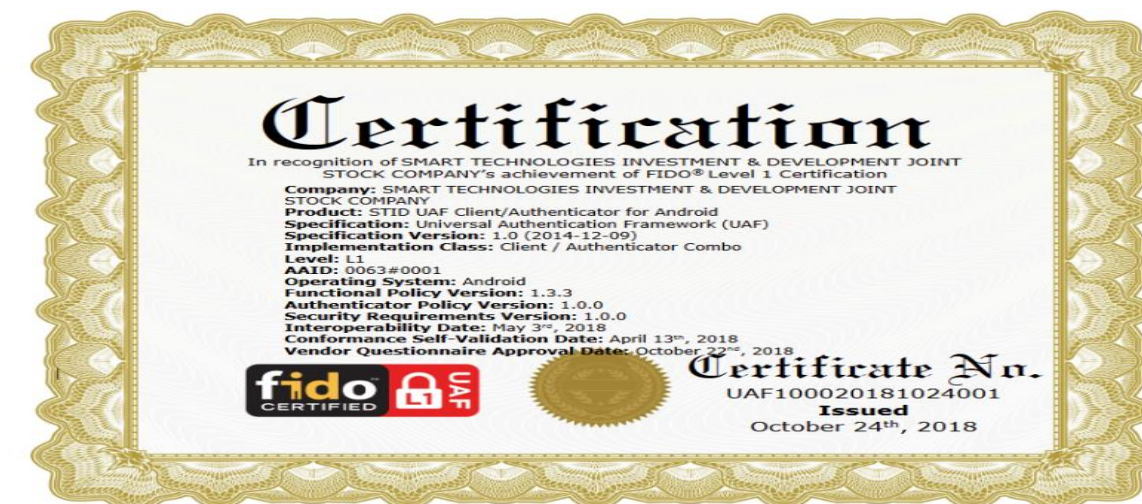 Certification
In recognition of SMART TECHNOLOGIES INVESTMENT & DEVELOPMENT JOINT
STOCK COMPANY's achievement of FIDO® Level 1 Certification
Company: SMART TECHNOLOGIES INVESTMENT & DEVELOPMENT JOINT
STOCK COMPANY
Product: STID UAF Client/Authenticator for Android
Specification: Universal Authentication Framework (UAF)
Specification Version: 1.0 (2014-12-09)
Implementation Class: Client / Authenticator Combo
Level: L1
AAID: 0063#0001
Operating System: Android
Functional Policy Version: 1.3.3
Authenticator Policy Version: 1.0.0
Security Requirements Version: 1.0.0
Interoperability Date: May 3rd, 2018
Conformance Self-Validation Date: April 13th, 2018
Vendor Questionnaire Approval Date: October 22nd, 2018
fido™
CERTIFIED
L1
UAF
Certificate No.
UAF100020181024001
Issued
October 24th, 2018